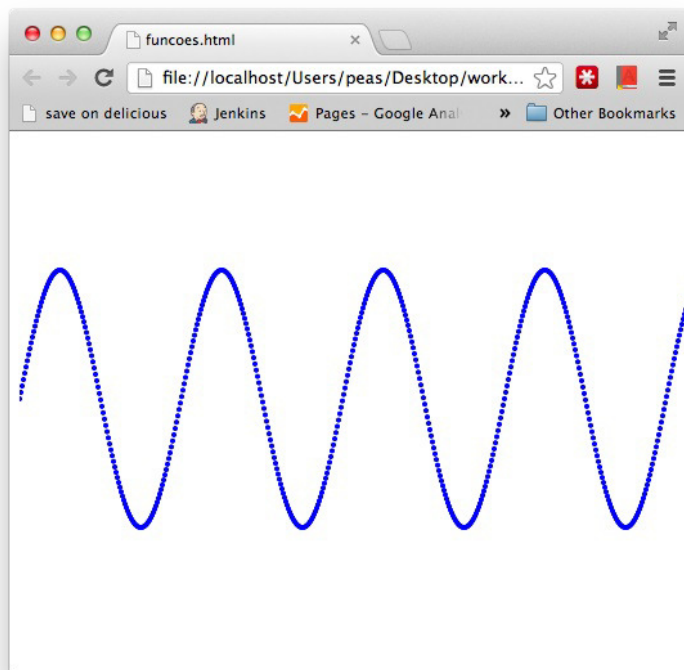 funcoes.html
file://localhost/Users/peas/Desktop/work...
save on delicious Jenkins Pages – Google Anal » Other Bookmarks